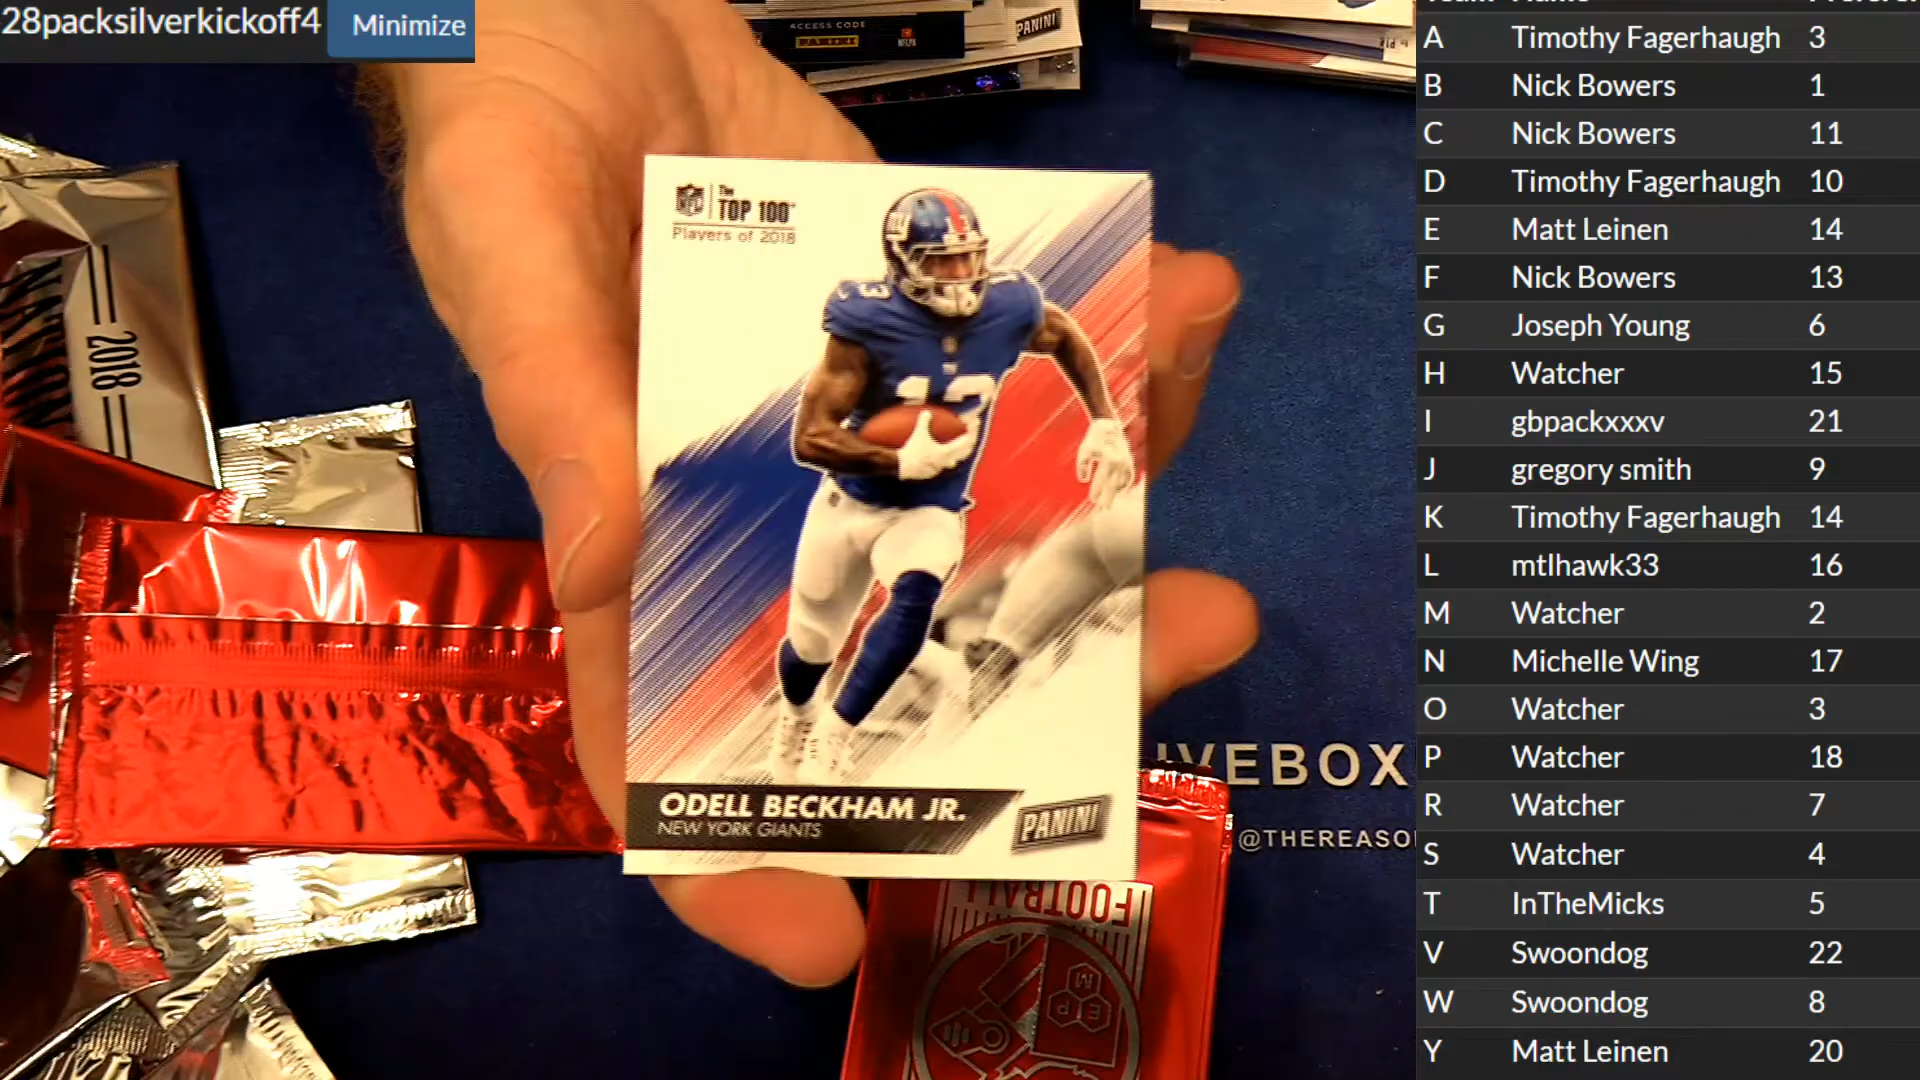 28packsilverkickoff4
Minimize
ACCESS CODE
PANINI
NFL
The
TOP 100
Players of 2018
13
ODELL BECKHAM JR.
NEW YORK GIANTS
PANINI
2018
FOOTBALL
@THEREASO
A Timothy Fagerhaugh 3
B Nick Bowers 1
C Nick Bowers 11
D Timothy Fagerhaugh 10
E Matt Leinen 14
F Nick Bowers 13
G Joseph Young 6
H Watcher 15
I gbpackxxxv 21
J gregory smith 9
K Timothy Fagerhaugh 14
L mtlhawk33 16
M Watcher 2
N Michelle Wing 17
O Watcher 3
P Watcher 18
R Watcher 7
S Watcher 4
T InTheMicks 5
V Swoondog 22
W Swoondog 8
Y Matt Leinen 20